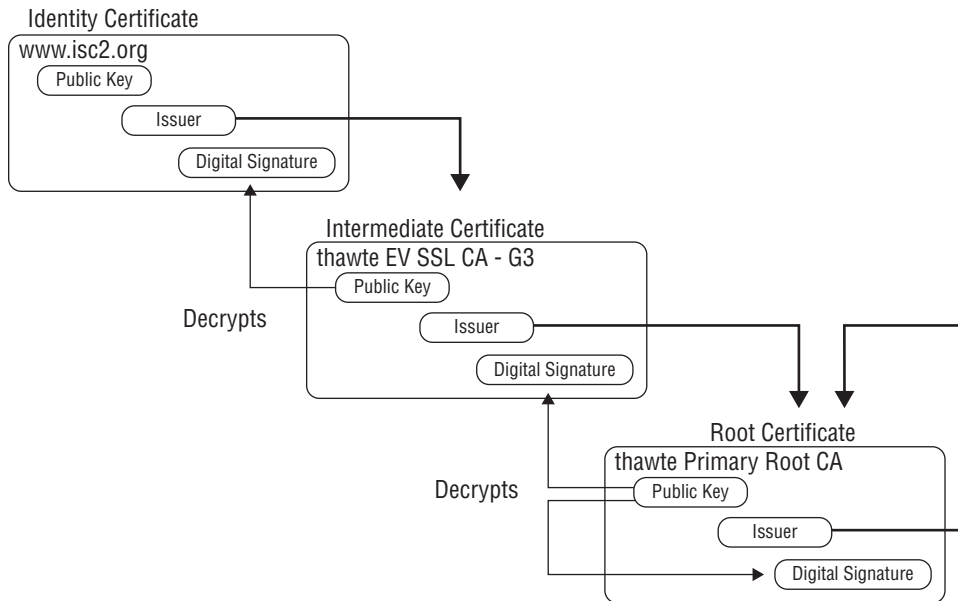 Identity Certificate
www.isc2.org
Public Key
Issuer
Digital Signature
Intermediate Certificate
thawte EV SSL CA - G3
Public Key
Decrypts
Issuer
Digital Signature
Root Certificate
thawte Primary Root CA
Decrypts
Public Key
Issuer
Digital Signature